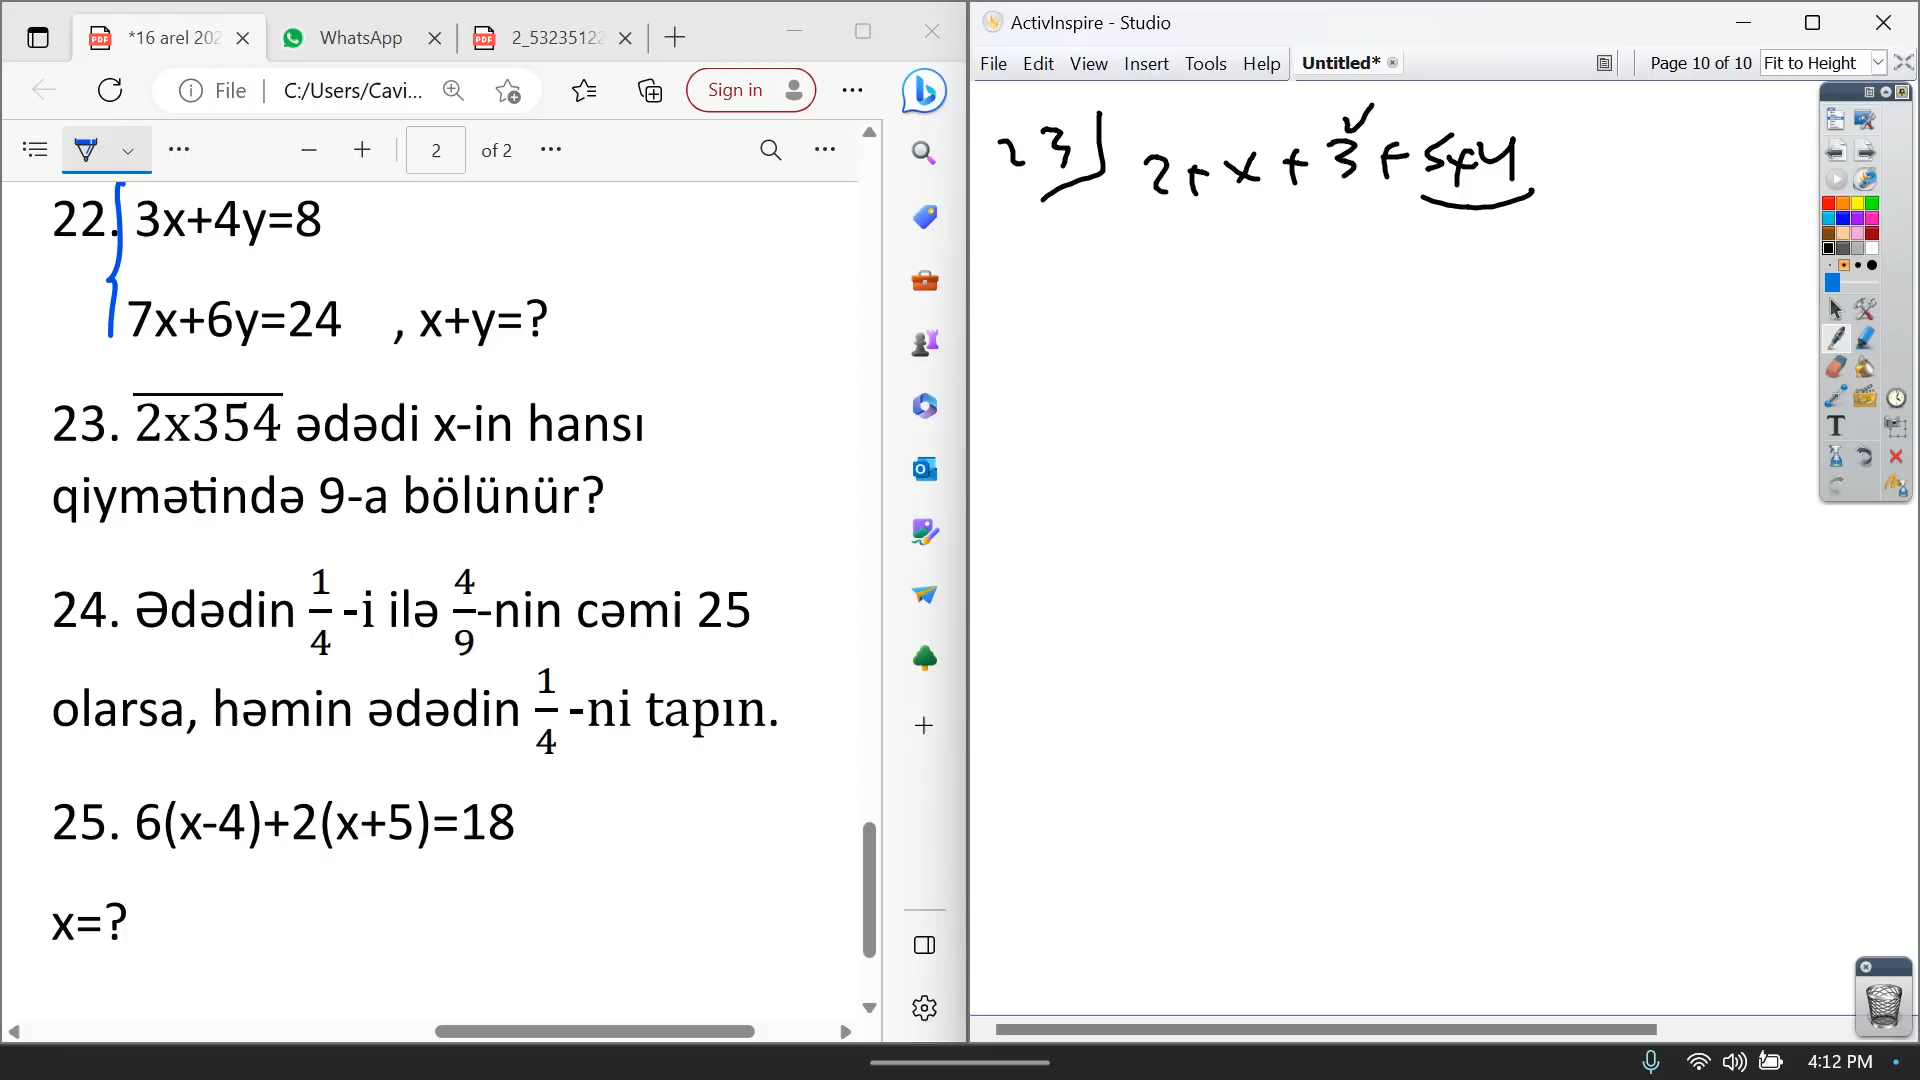 *16 arel 202
WhatsApp
2_53235122
File
C:/Users/Cavi...
Sign in
2
of 2
22. 3x+4y=8
7x+6y=24 , x+y=?
23. 2x354 ədədi x-in hansı
qiymətində 9-a bölünür?
24. Ədədin 1/4 -i ilə 4/9-nin cəmi 25
olarsa, həmin ədədin 1/4 -ni tapın.
25. 6(x-4)+2(x+5)=18
x=?
ActivInspire - Studio
File Edit View Insert Tools Help Untitled* Page 10 of 10 Fit to Height
23) 2+x+3+5+4
4:12 PM